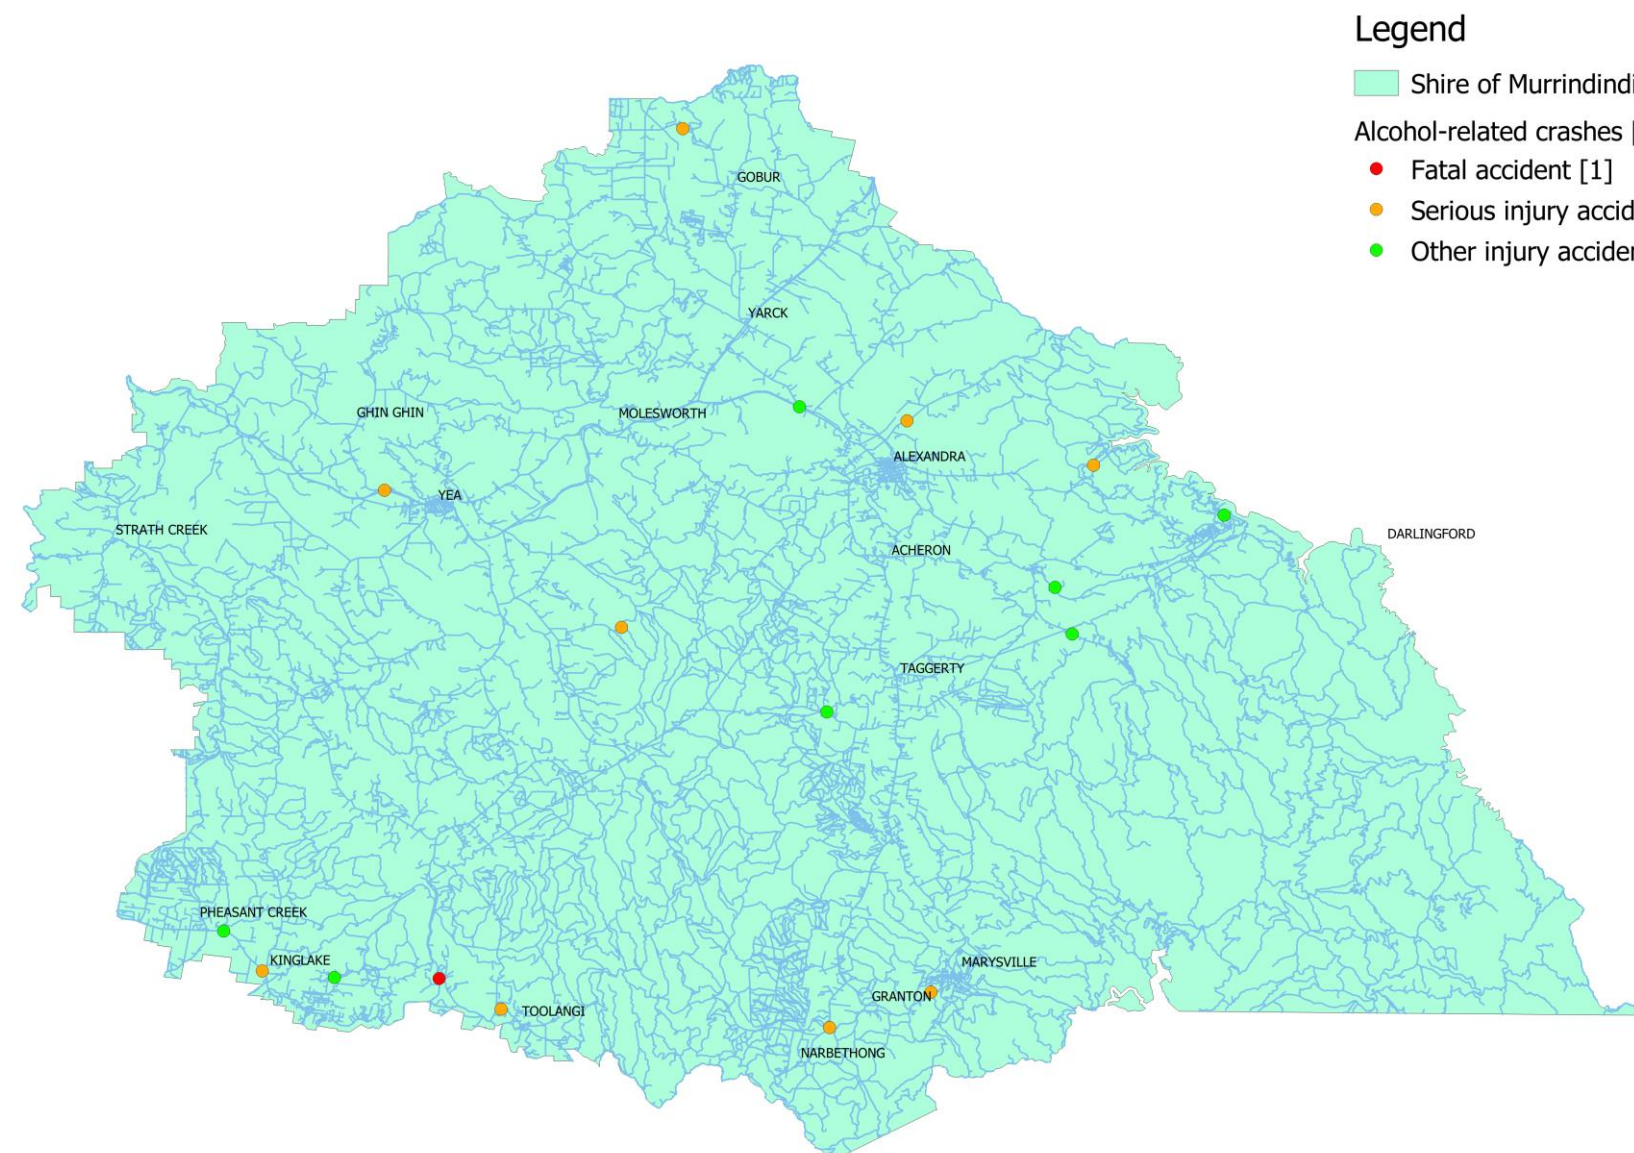 Legend
Shire of Murrindindi
Alcohol-related crashes [
Fatal accident [1]
Serious injury accid
Other injury acciden
GOBUR
YARCK
GHIN GHIN
MOLESWORTH
ALEXANDRA
YEA
STRATH CREEK
DARLINGFORD
ACHERON
TAGGERTY
PHEASANT CREEK
KINGLAKE
MARYSVILLE
GRANTON
TOOLANGI
NARBETHONG